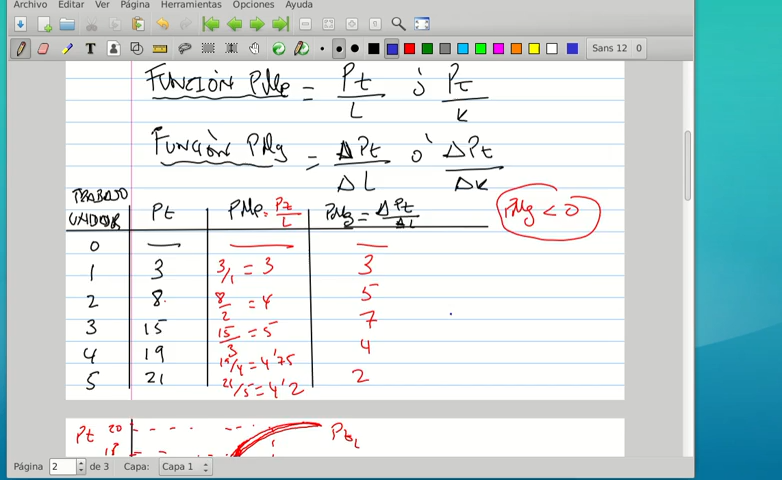 Archivo Editar Ver Página Herramientas Opciones Ayuda
Sans 12 0
FUNCIÓN PMe = Pt/L ó Pt/K
FUNCIÓN PMg = ΔPt/ΔL ó ΔPt/ΔK
TRABAJO Pt PMe = Pt/L PMg = ΔPt/ΔL PMg < 0
0 — — —
1 3 3/1 = 3 3
2 8 8/2 = 4 5
3 15 15/3 = 5 7
4 19 19/4 = 4'75 4
5 21 21/5 = 4'2 2
Pt 20 PtL
18
Página 2 de 3 Capa: Capa 1